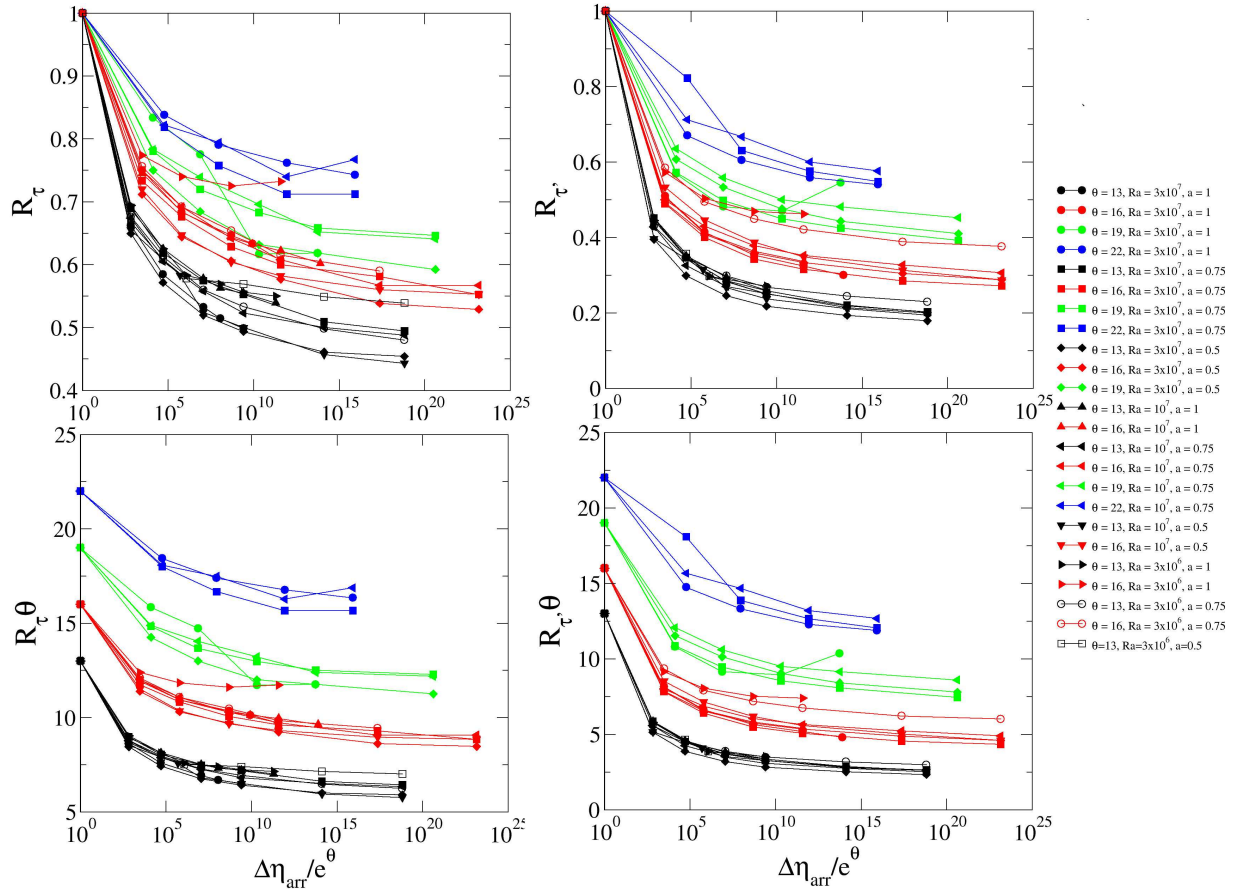 1
0.9
0.8
0.7
0.6
0.5
0.4
R_τ
10^0 10^5 10^10 10^15 10^20 10^25
1
0.8
0.6
0.4
0.2
0
R_τ'
10^0 10^5 10^10 10^15 10^20 10^25
25
20
15
10
5
R_τθ
10^0 10^5 10^10 10^15 10^20 10^25
Δη_arr/e^θ
25
20
15
10
5
0
R_τ'θ
10^0 10^5 10^10 10^15 10^20 10^25
Δη_arr/e^θ
θ = 13, Ra = 3x10^7, a = 1
θ = 16, Ra = 3x10^7, a = 1
θ = 19, Ra = 3x10^7, a = 1
θ = 22, Ra = 3x10^7, a = 1
θ = 13, Ra = 3x10^7, a = 0.75
θ = 16, Ra = 3x10^7, a = 0.75
θ = 19, Ra = 3x10^7, a = 0.75
θ = 22, Ra = 3x10^7, a = 0.75
θ = 13, Ra = 3x10^7, a = 0.5
θ = 16, Ra = 3x10^7, a = 0.5
θ = 19, Ra = 3x10^7, a = 0.5
θ = 13, Ra = 10^7, a = 1
θ = 16, Ra = 10^7, a = 1
θ = 13, Ra = 10^7, a = 0.75
θ = 16, Ra = 10^7, a = 0.75
θ = 19, Ra = 10^7, a = 0.75
θ = 22, Ra = 10^7, a = 0.75
θ = 13, Ra = 10^7, a = 0.5
θ = 16, Ra = 10^7, a = 0.5
θ = 13, Ra = 3x10^6, a = 1
θ = 16, Ra = 3x10^6, a = 1
θ = 13, Ra = 3x10^6, a = 0.75
θ = 16, Ra = 3x10^6, a = 0.75
θ=13, Ra=3x10^6, a=0.5